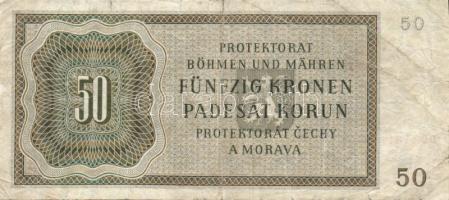 50
PROTEKTORAT
BÖHMEN UND MÄHREN
FÜNFZIG KRONEN
PADESÁT KORUN
PROTEKTORÁT ČECHY
A MORAVA
50
50